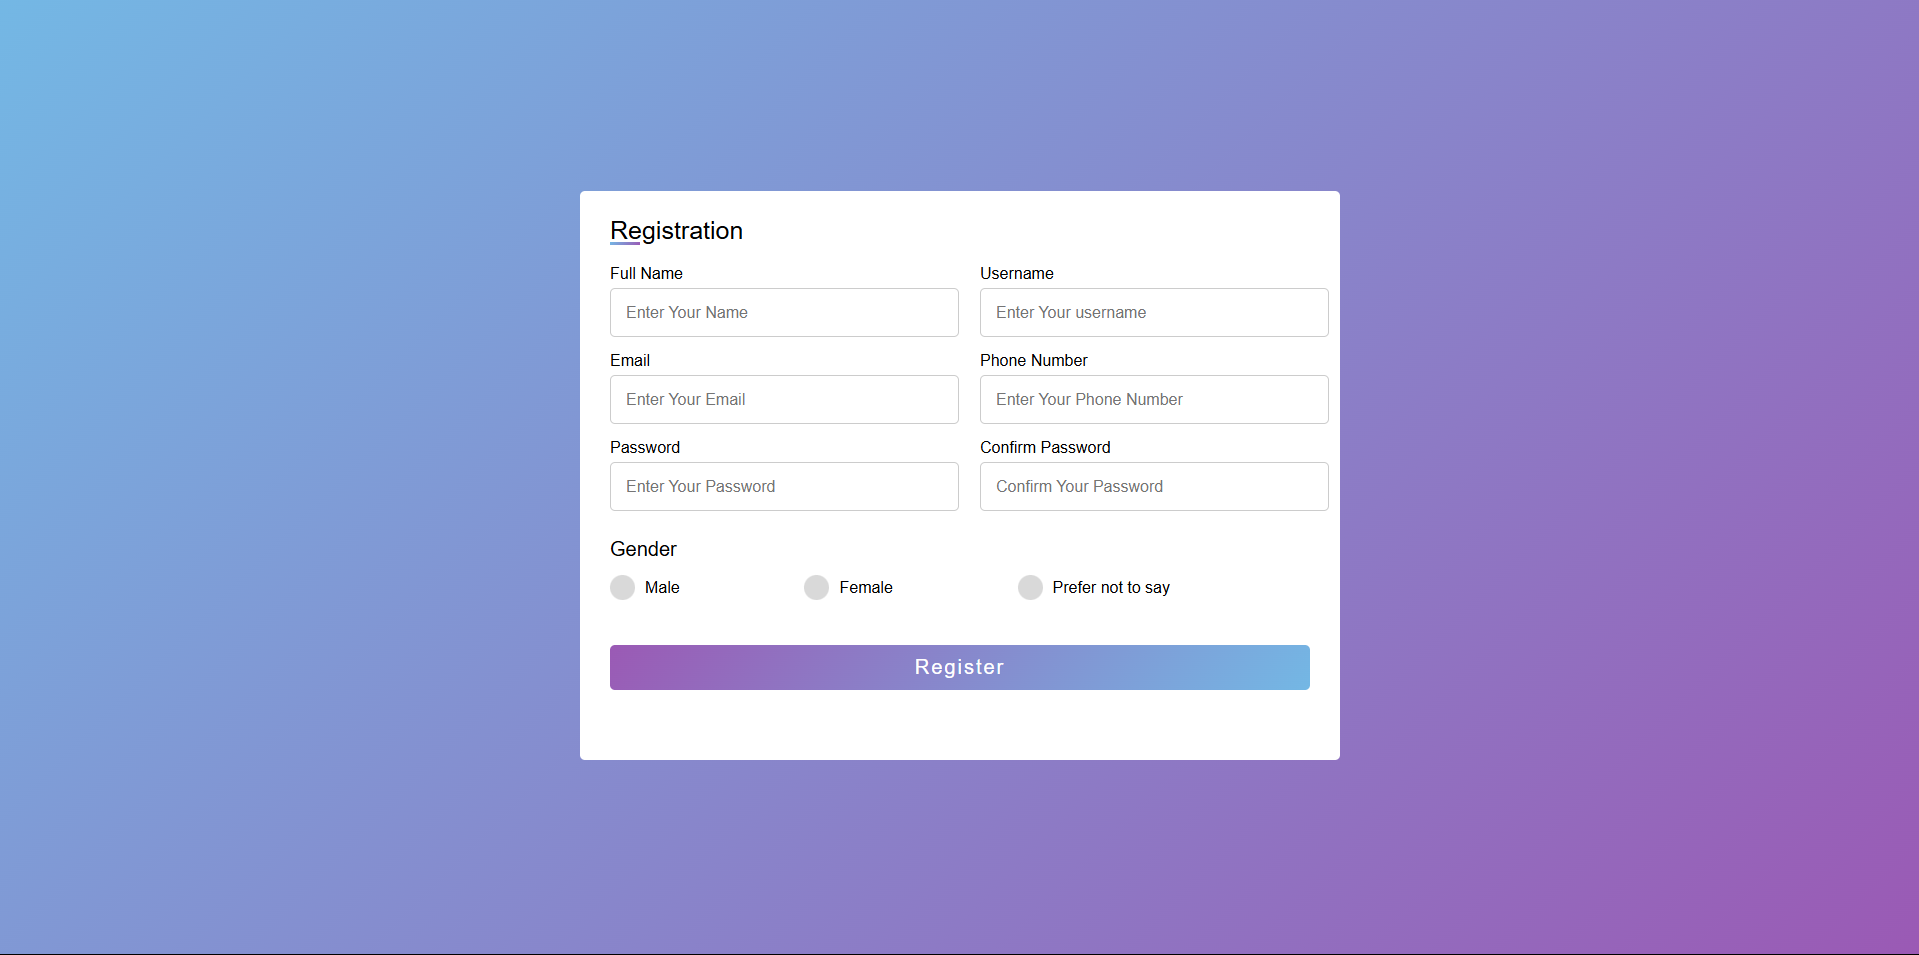 Registration
Full Name
Username
Enter Your Name
Enter Your username
Email
Phone Number
Enter Your Email
Enter Your Phone Number
Password
Confirm Password
Enter Your Password
Confirm Your Password
Gender
Male
Female
Prefer not to say
Register